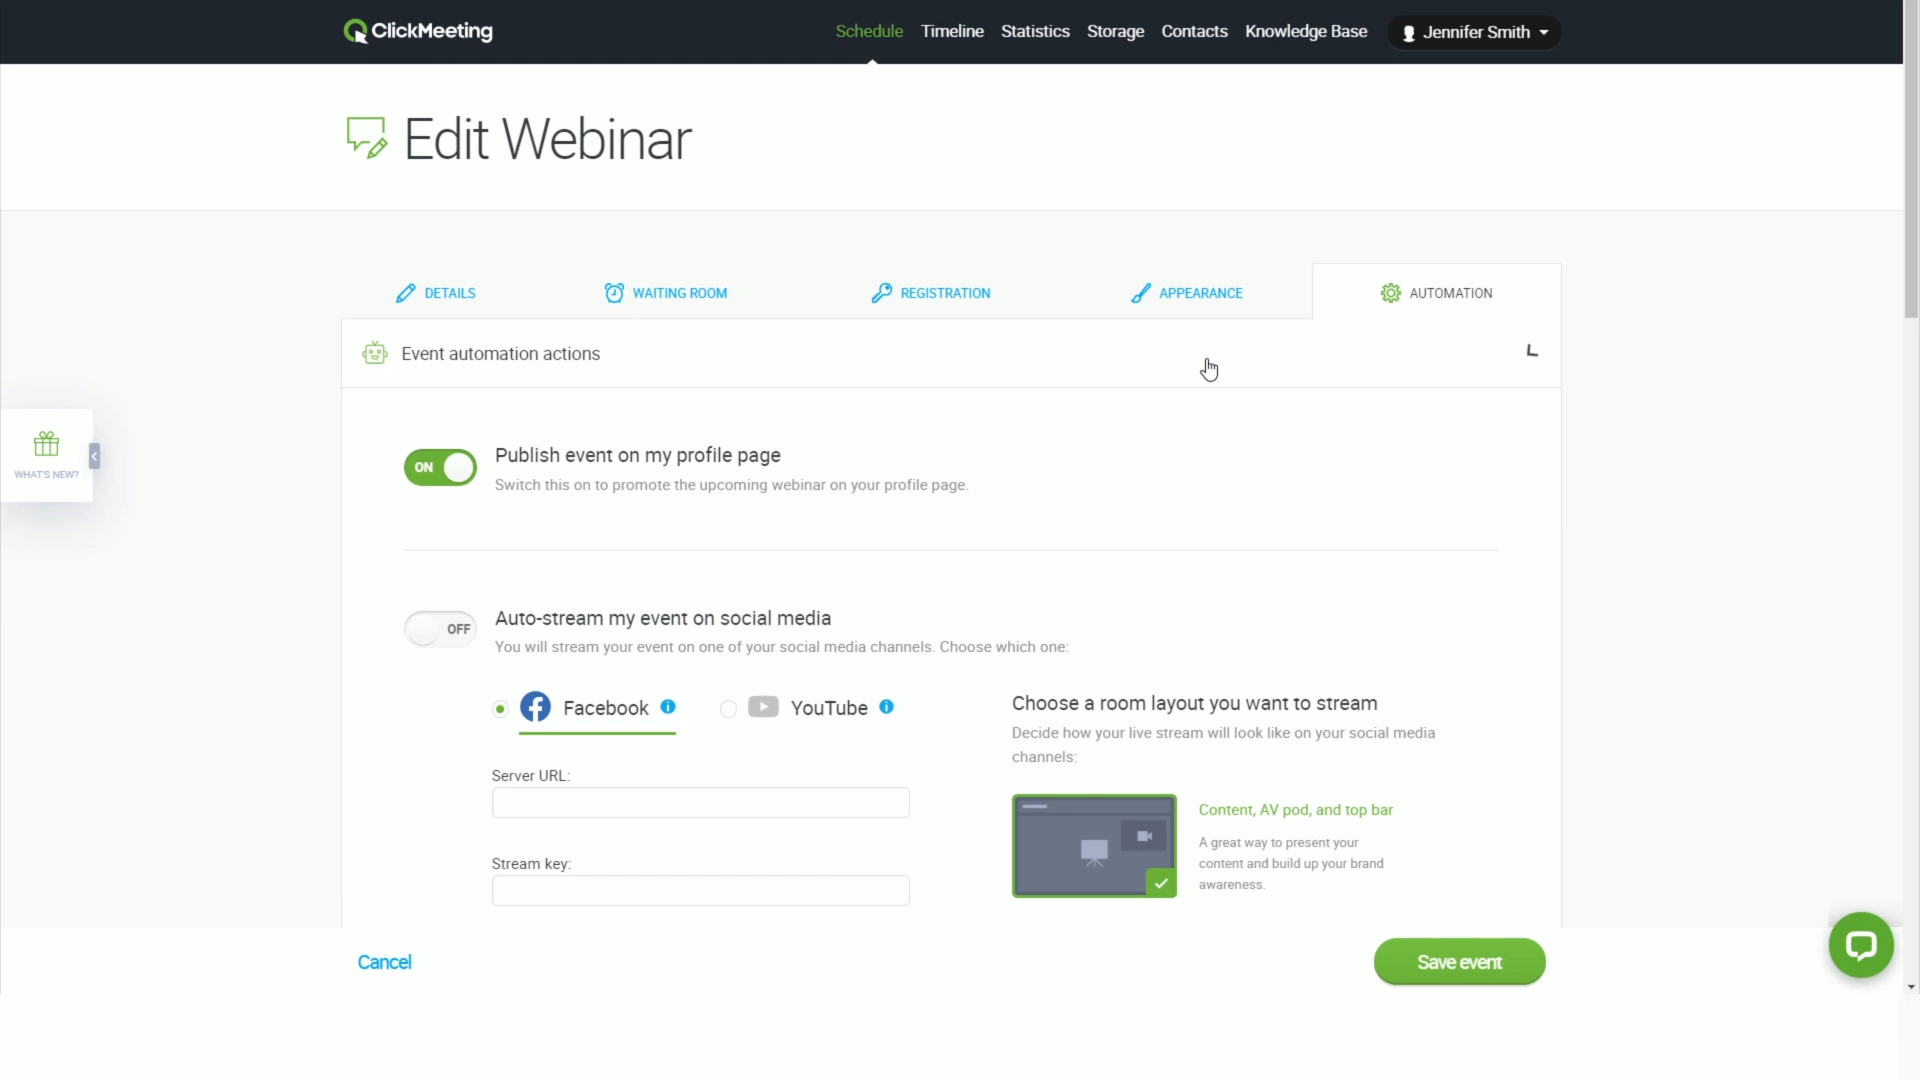 ClickMeeting
Schedule Timeline Statistics Storage Contacts Knowledge Base Jennifer Smith
Edit Webinar
DETAILS WAITING ROOM REGISTRATION APPEARANCE AUTOMATION
Event automation actions
WHAT'S NEW?
ON
Publish event on my profile page
Switch this on to promote the upcoming webinar on your profile page.
OFF
Auto-stream my event on social media
You will stream your event on one of your social media channels. Choose which one:
Facebook YouTube
Server URL:
Stream key:
Choose a room layout you want to stream
Decide how your live stream will look like on your social media
channels:
Content, AV pod, and top bar
A great way to present your
content and build up your brand
awareness.
Cancel
Save event